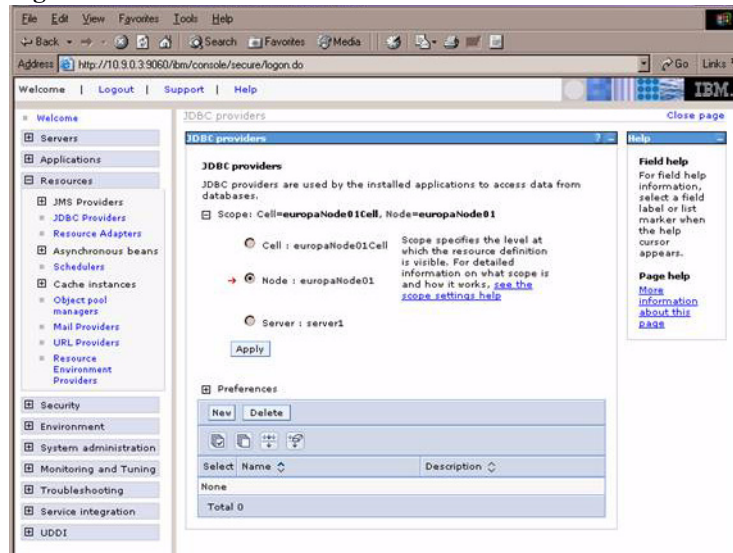 File Edit View Favorites Tools Help
Back Search Favorites Media
Address http://10.9.0.3:9060/ibm/console/secure/logon.do Go Links
Welcome | Logout | Support | Help IBM.
Welcome
Servers
Applications
Resources
JMS Providers
JDBC Providers
Resource Adapters
Asynchronous beans
Schedulers
Cache instances
Object pool
managers
Mail Providers
URL Providers
Resource
Environment
Providers
Security
Environment
System administration
Monitoring and Tuning
Troubleshooting
Service integration
UDDI
JDBC providers Close page
JDBC providers ? -
JDBC providers
JDBC providers are used by the installed applications to access data from
databases.
Scope: Cell=europaNode01Cell, Node=europaNode01
Cell : europaNode01Cell
Node : europaNode01
Server : server1
Scope specifies the level at
which the resource definition
is visible. For detailed
information on what scope is
and how it works, see the
scope settings help
Apply
Preferences
New Delete
Select Name Description
None
Total 0
Help -
Field help
For field help
information,
select a field
label or list
marker when
the help
cursor
appears.
Page help
More
information
about this
page